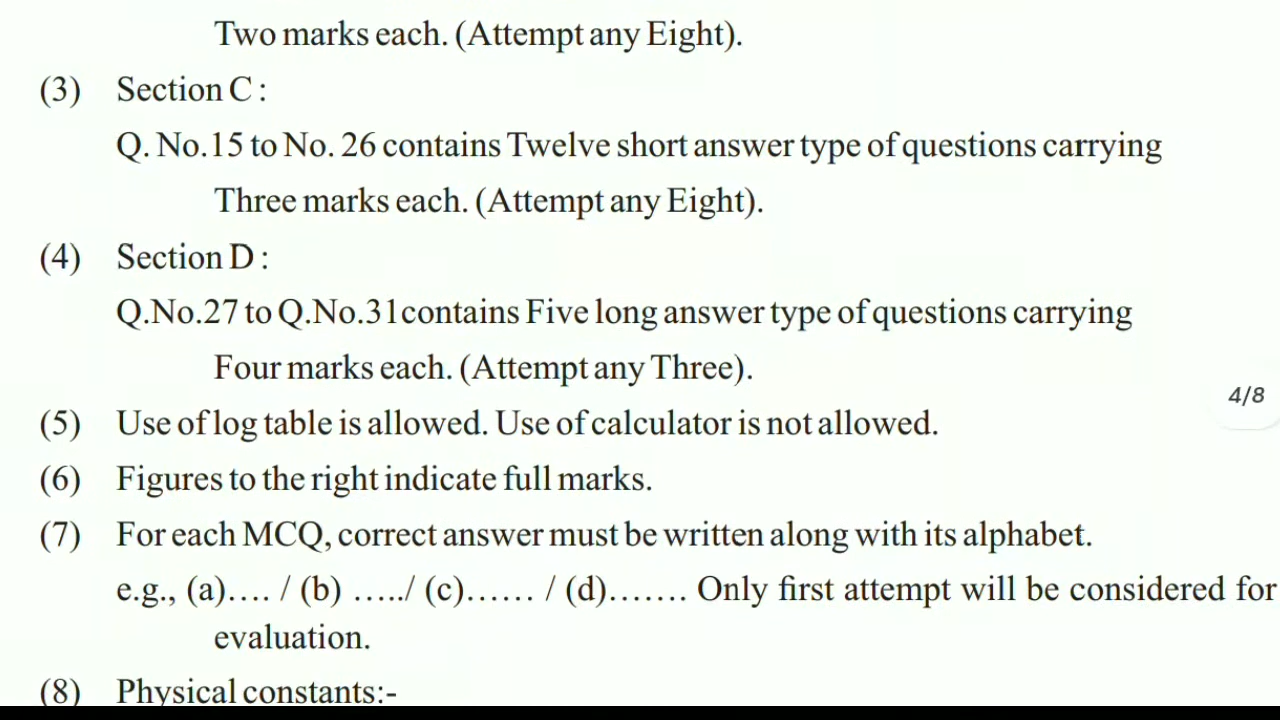 Two marks each. (Attempt any Eight).
(3) Section C :
Q. No.15 to No. 26 contains Twelve short answer type of questions carrying
Three marks each. (Attempt any Eight).
(4) Section D :
Q.No.27 to Q.No.31contains Five long answer type of questions carrying
Four marks each. (Attempt any Three).
4/8
(5) Use of log table is allowed. Use of calculator is not allowed.
(6) Figures to the right indicate full marks.
(7) For each MCQ, correct answer must be written along with its alphabet.
e.g., (a)…. / (b) …../ (c)…… / (d)……. Only first attempt will be considered for
evaluation.
(8) Physical constants:-